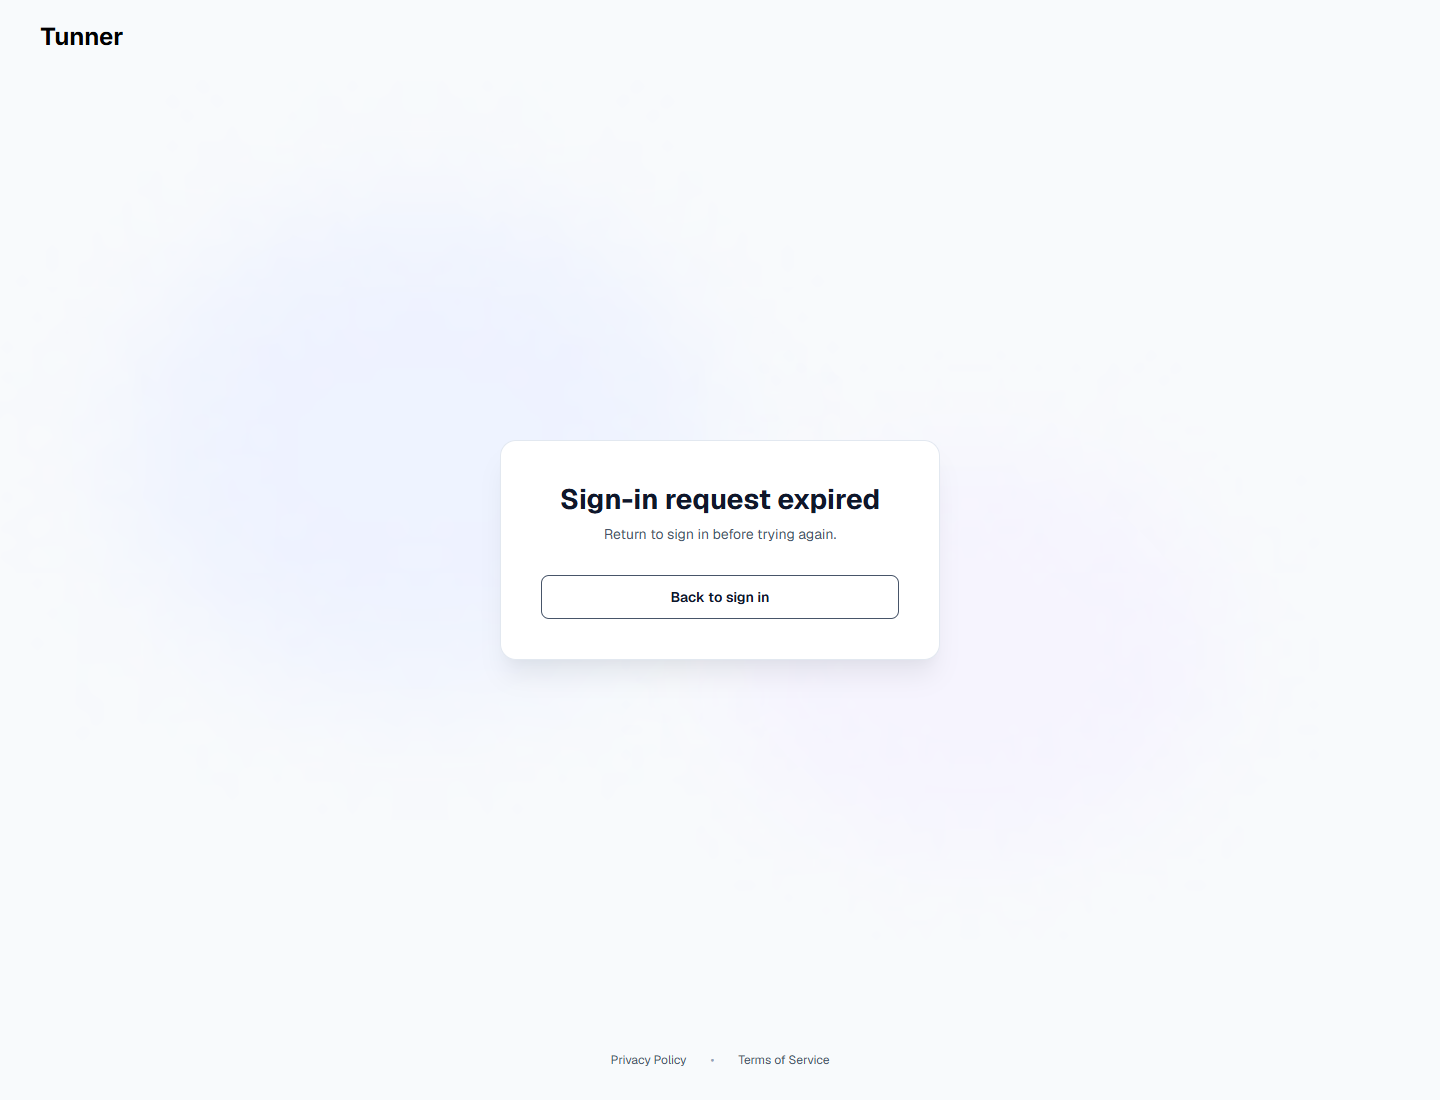 Tunner
Sign-in request expired
Return to sign in before trying again.
Back to sign in
Privacy Policy • Terms of Service